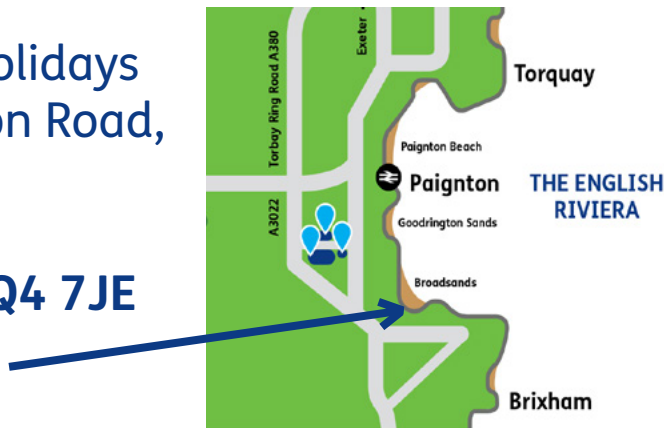 olidays
on Road,
Q4 7JE
Exeter
Torbay Ring Road A380
A3022
Torquay
Paignton Beach
Paignton
THE ENGLISH
RIVIERA
Goodrington Sands
Broadsands
Brixham